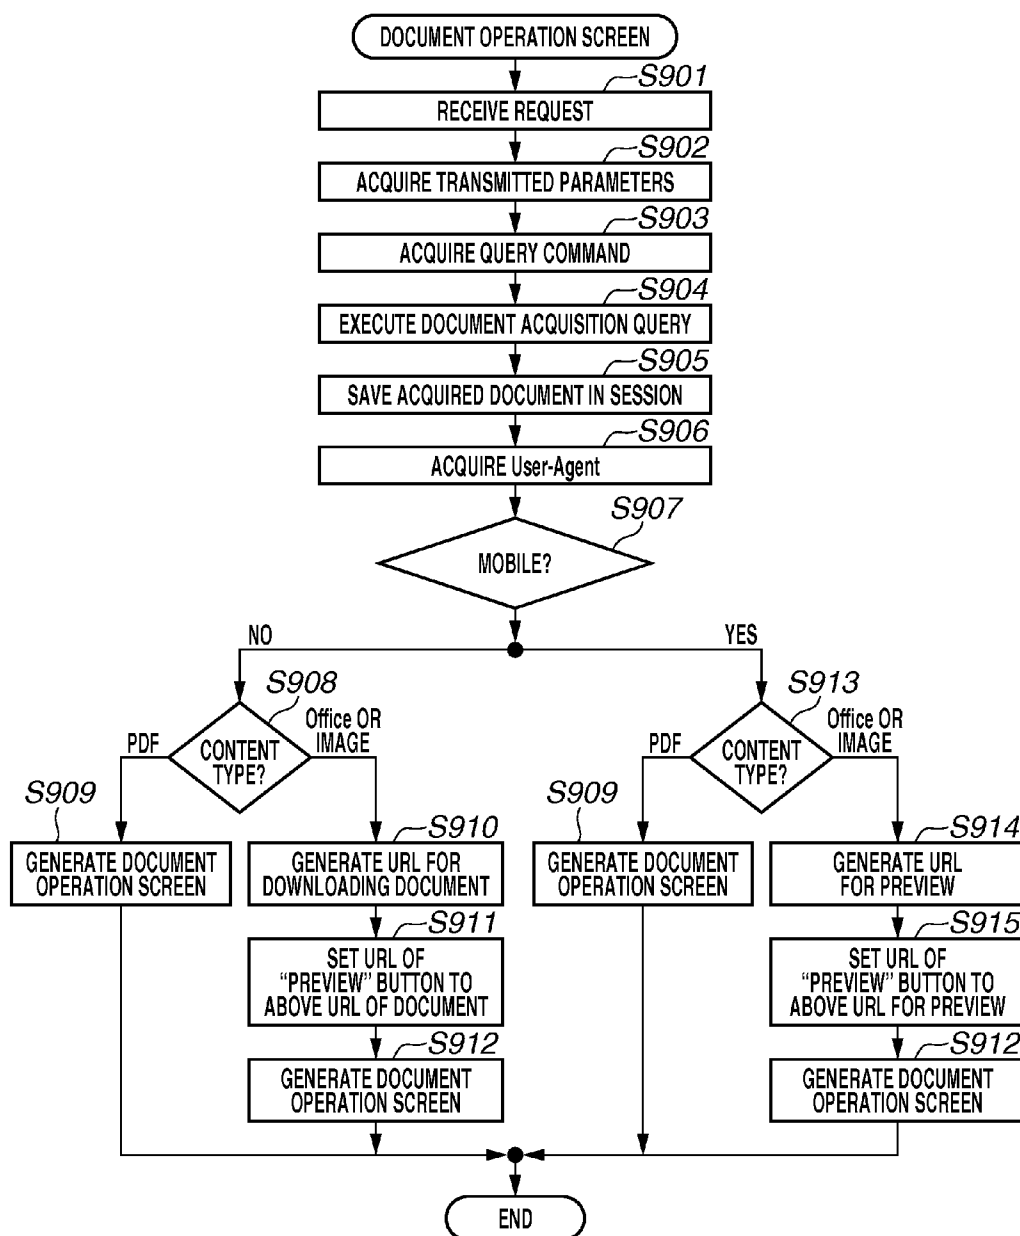 DOCUMENT OPERATION SCREEN
S901
RECEIVE REQUEST
S902
ACQUIRE TRANSMITTED PARAMETERS
S903
ACQUIRE QUERY COMMAND
S904
EXECUTE DOCUMENT ACQUISITION QUERY
S905
SAVE ACQUIRED DOCUMENT IN SESSION
S906
ACQUIRE User-Agent
S907
MOBILE?
NO
YES
S908
PDF
CONTENT
TYPE?
Office OR
IMAGE
S909
GENERATE DOCUMENT
OPERATION SCREEN
S910
GENERATE URL FOR
DOWNLOADING DOCUMENT
S911
SET URL OF
“PREVIEW” BUTTON TO
ABOVE URL OF DOCUMENT
S912
GENERATE DOCUMENT
OPERATION SCREEN
S913
PDF
CONTENT
TYPE?
Office OR
IMAGE
S909
GENERATE DOCUMENT
OPERATION SCREEN
S914
GENERATE URL
FOR PREVIEW
S915
SET URL OF
“PREVIEW” BUTTON TO
ABOVE URL FOR PREVIEW
S912
GENERATE DOCUMENT
OPERATION SCREEN
END